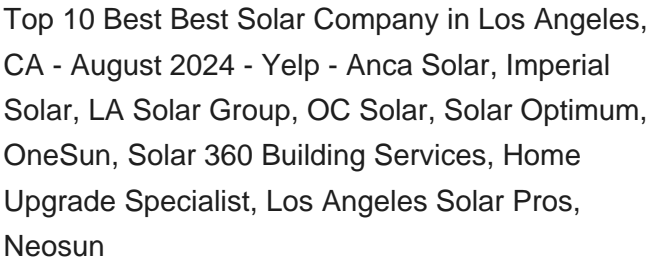 Top 10 Best Best Solar Company in Los Angeles,
CA - August 2024 - Yelp - Anca Solar, Imperial
Solar, LA Solar Group, OC Solar, Solar Optimum,
OneSun, Solar 360 Building Services, Home
Upgrade Specialist, Los Angeles Solar Pros,
Neosun